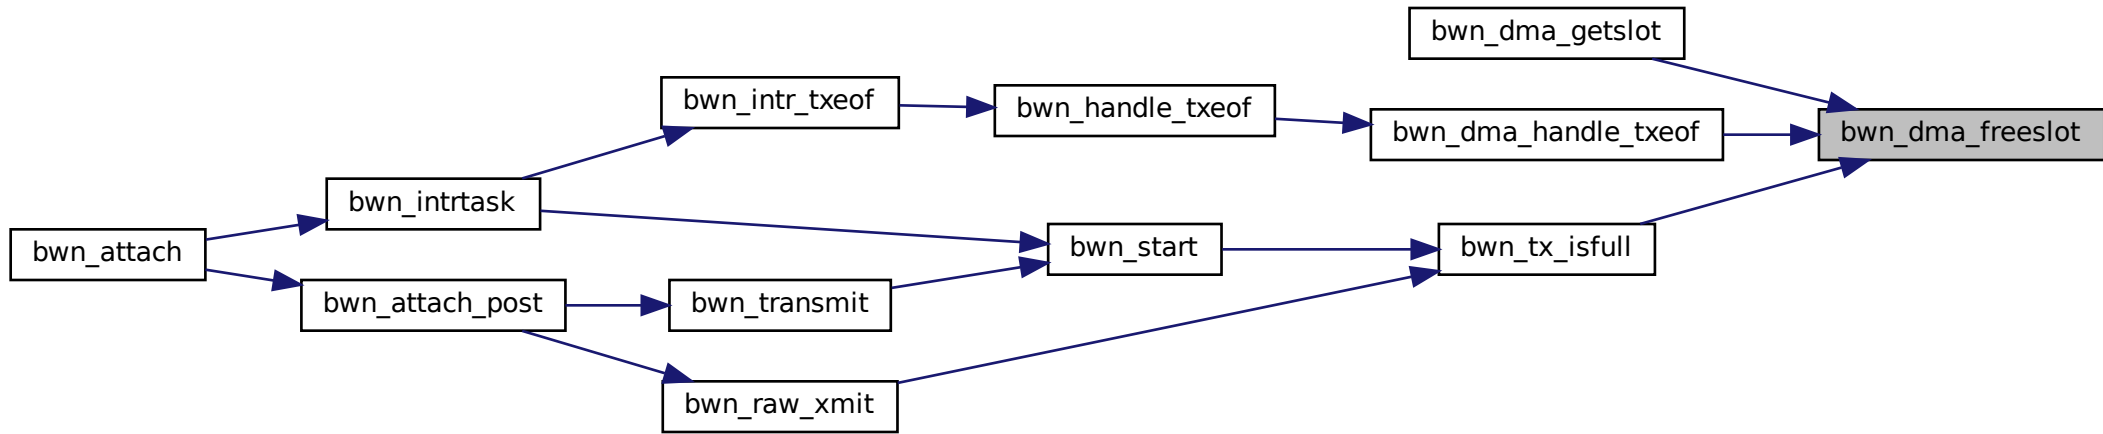 bwn_dma_getslot
bwn_intr_txeof
bwn_handle_txeof
bwn_dma_handle_txeof
bwn_dma_freeslot
bwn_intrtask
bwn_attach
bwn_start
bwn_tx_isfull
bwn_attach_post
bwn_transmit
bwn_raw_xmit